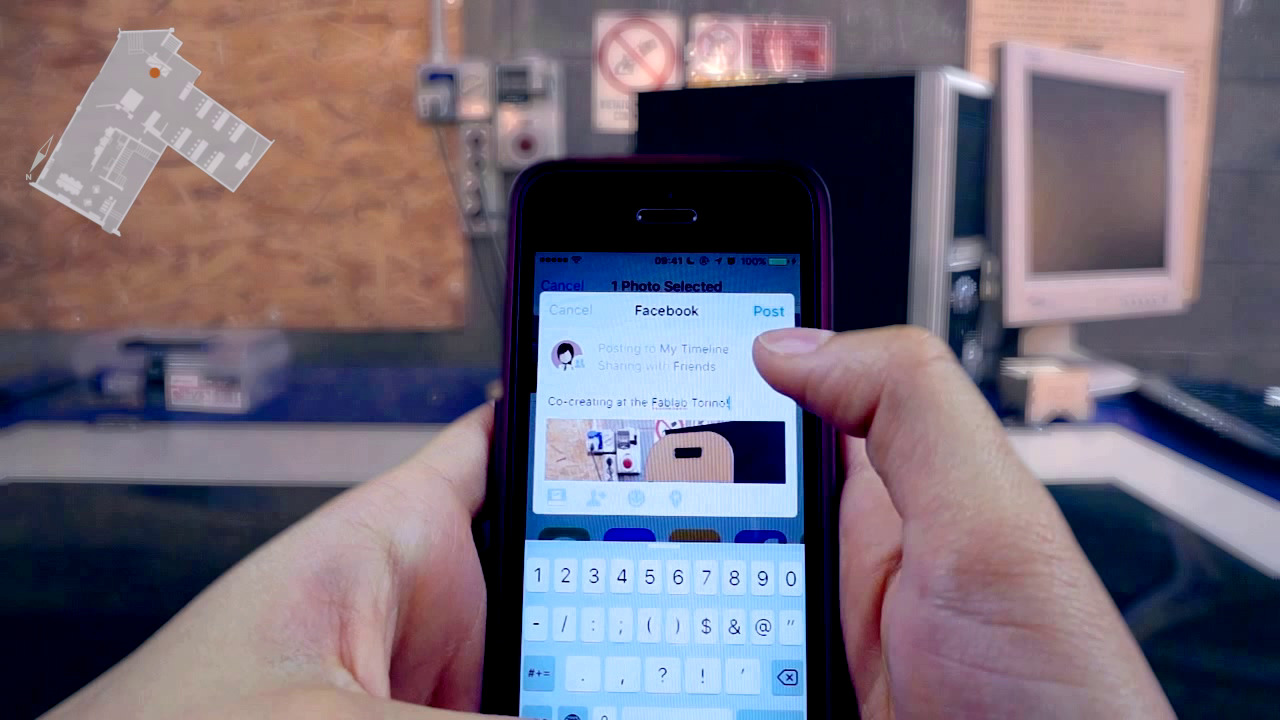 N
09:41 100%
Cancel 1 Photo Selected
Cancel Facebook Post
Posting to My Timeline
Sharing with Friends
Co-creating at the Fablab Torino!
1 2 3 4 5 6 7 8 9 0
- / : ; ( ) $ & @ "
#+= . , ? ! '